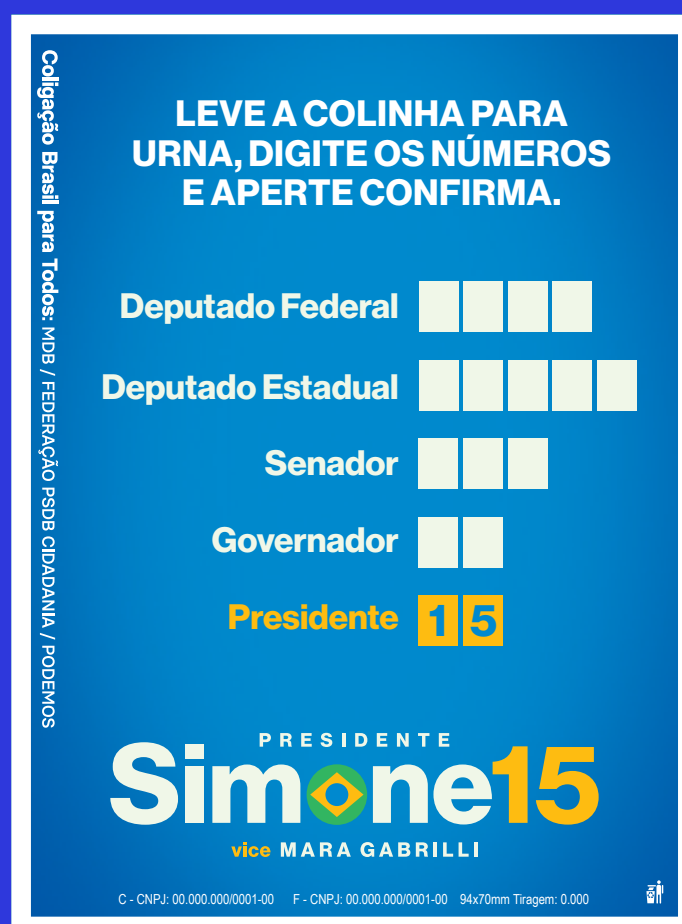 Coligação Brasil para Todos: MDB / FEDERAÇÃO PSDB CIDADANIA / PODEMOS
LEVE A COLINHA PARA
URNA, DIGITE OS NÚMEROS
E APERTE CONFIRMA.
Deputado Federal
Deputado Estadual
Senador
Governador
Presidente 15
PRESIDENTE
Simone15
vice MARA GABRILLI
C - CNPJ: 00.000.000/0001-00 F - CNPJ: 00.000.000/0001-00 94x70mm Tiragem: 0.000